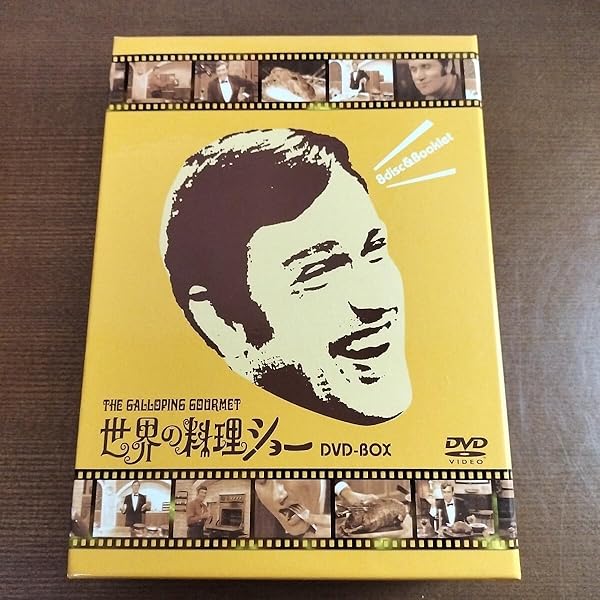 8disc&Booklet
THE GALLOPING GOURMET
世界の料理ショー DVD-BOX
DVD
VIDEO